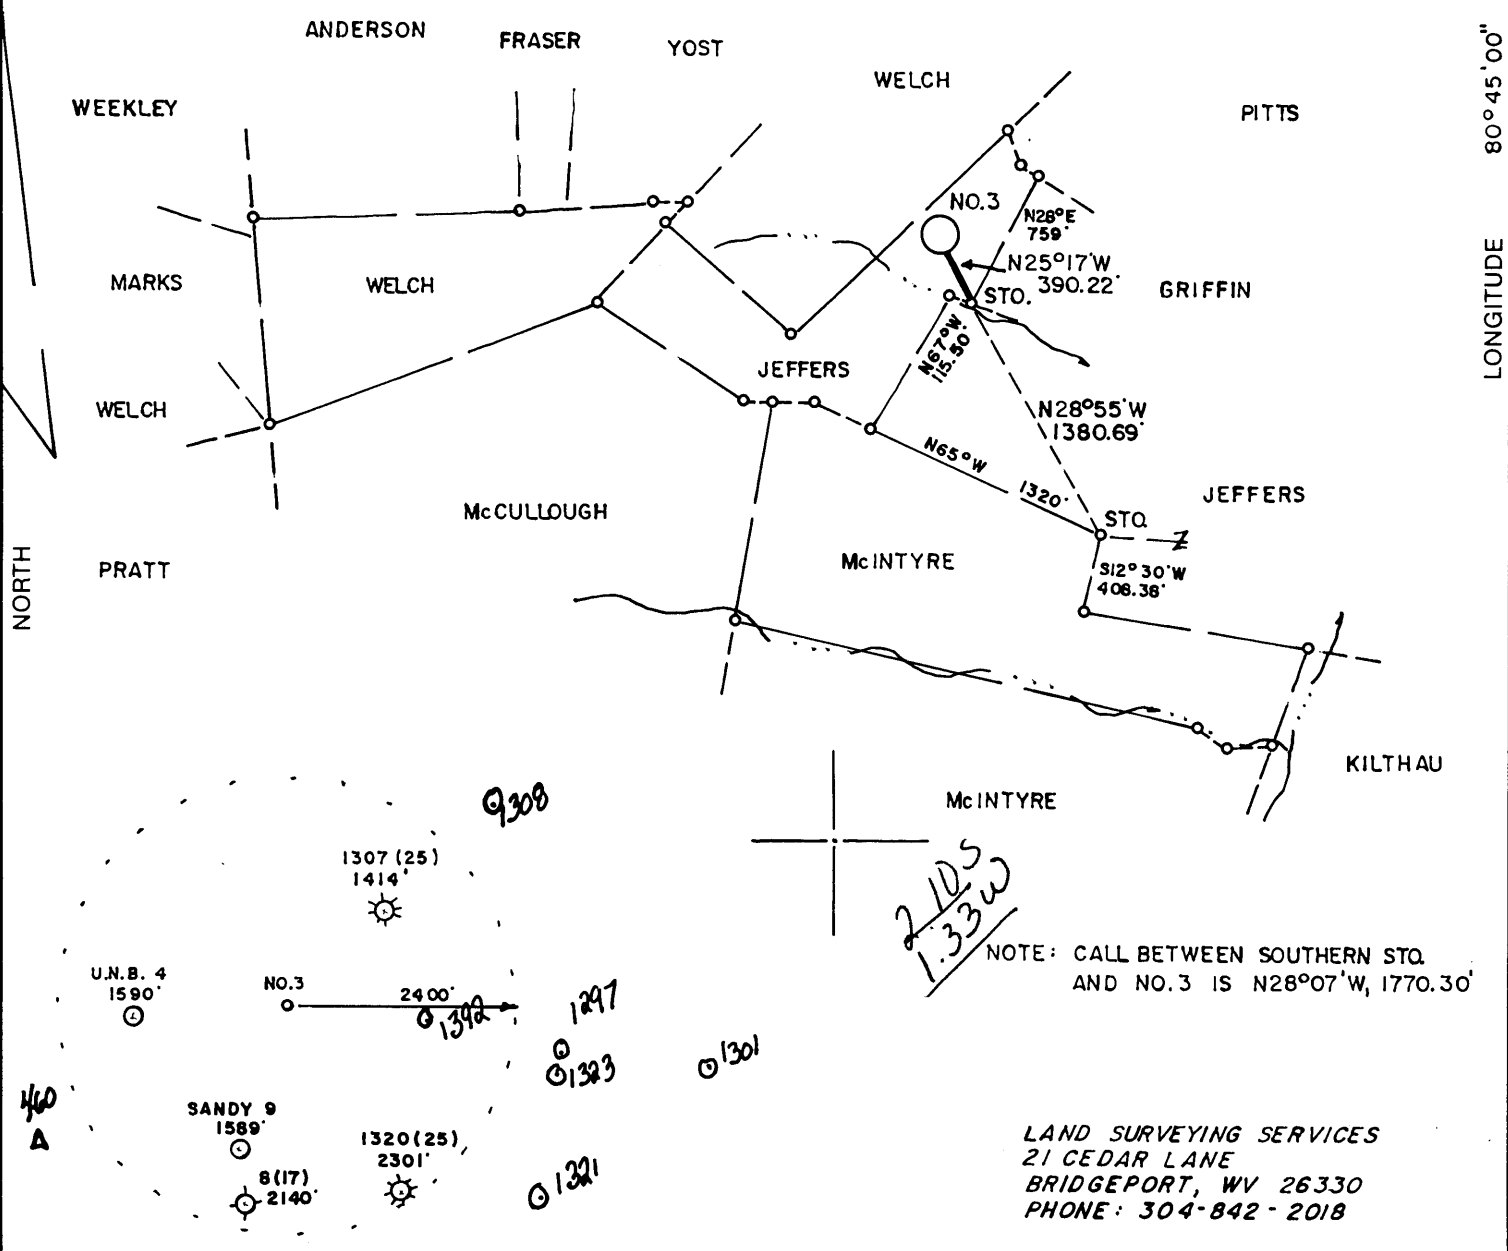 ANDERSON
FRASER
YOST
WELCH
PITTS
WEEKLEY
80°45'00"
LONGITUDE
NO.3
N28°E
759'
N25°17'W
390.22'
MARKS
WELCH
GRIFFIN
STO.
N67°W
115.50'
JEFFERS
WELCH
N28°55'W
1380.69'
N65°W
1320'
JEFFERS
McCULLOUGH
STO.
McINTYRE
NORTH
PRATT
S12°30'W
408.38'
KILTHAU
McINTYRE
2.10S
1.33W
NOTE: CALL BETWEEN SOUTHERN STO.
AND NO.3 IS N28°07'W, 1770.30'
1308
1307 (25)
1414'
U.N.B. 4
1590'
NO.3
2400'
1392
1297
1323
1301
460
SANDY 9
1589'
1320 (25)
2301'
8(17)
2140'
1321
LAND SURVEYING SERVICES
21 CEDAR LANE
BRIDGEPORT, WV 26330
PHONE: 304-842-2018